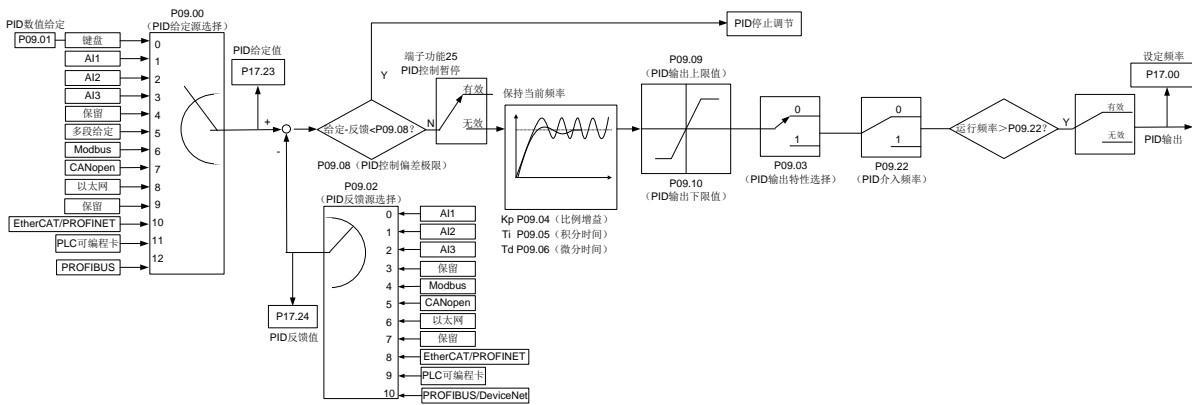 PID数值给定
P09.01
键盘
AI1
AI2
AI3
保留
多段给定
Modbus
CANopen
以太网
保留
EtherCAT/PROFINET
PLC可编程卡
PROFIBUS
P09.00
（PID给定源选择）
0
1
2
3
4
5
6
7
8
9
10
11
12
PID给定值
P17.23
+
-
给定-反馈<P09.08?
Y
N
P09.08（PID控制偏差极限）
PID停止调节
端子功能25
PID控制暂停
有效
无效
保持当前频率
Kp P09.04（比例增益）
Ti P09.05（积分时间）
Td P09.06（微分时间）
P09.09
（PID输出上限值）
P09.10
（PID输出下限值）
0
1
P09.03
（PID输出特性选择）
0
1
P09.22
（PID介入频率）
运行频率＞P09.22?
Y
有效
无效
设定频率
P17.00
PID输出
P09.02
（PID反馈源选择）
0
1
2
3
4
5
6
7
8
9
10
AI1
AI2
AI3
保留
Modbus
CANopen
以太网
保留
EtherCAT/PROFINET
PLC可编程卡
PROFIBUS/DeviceNet
P17.24
PID反馈值